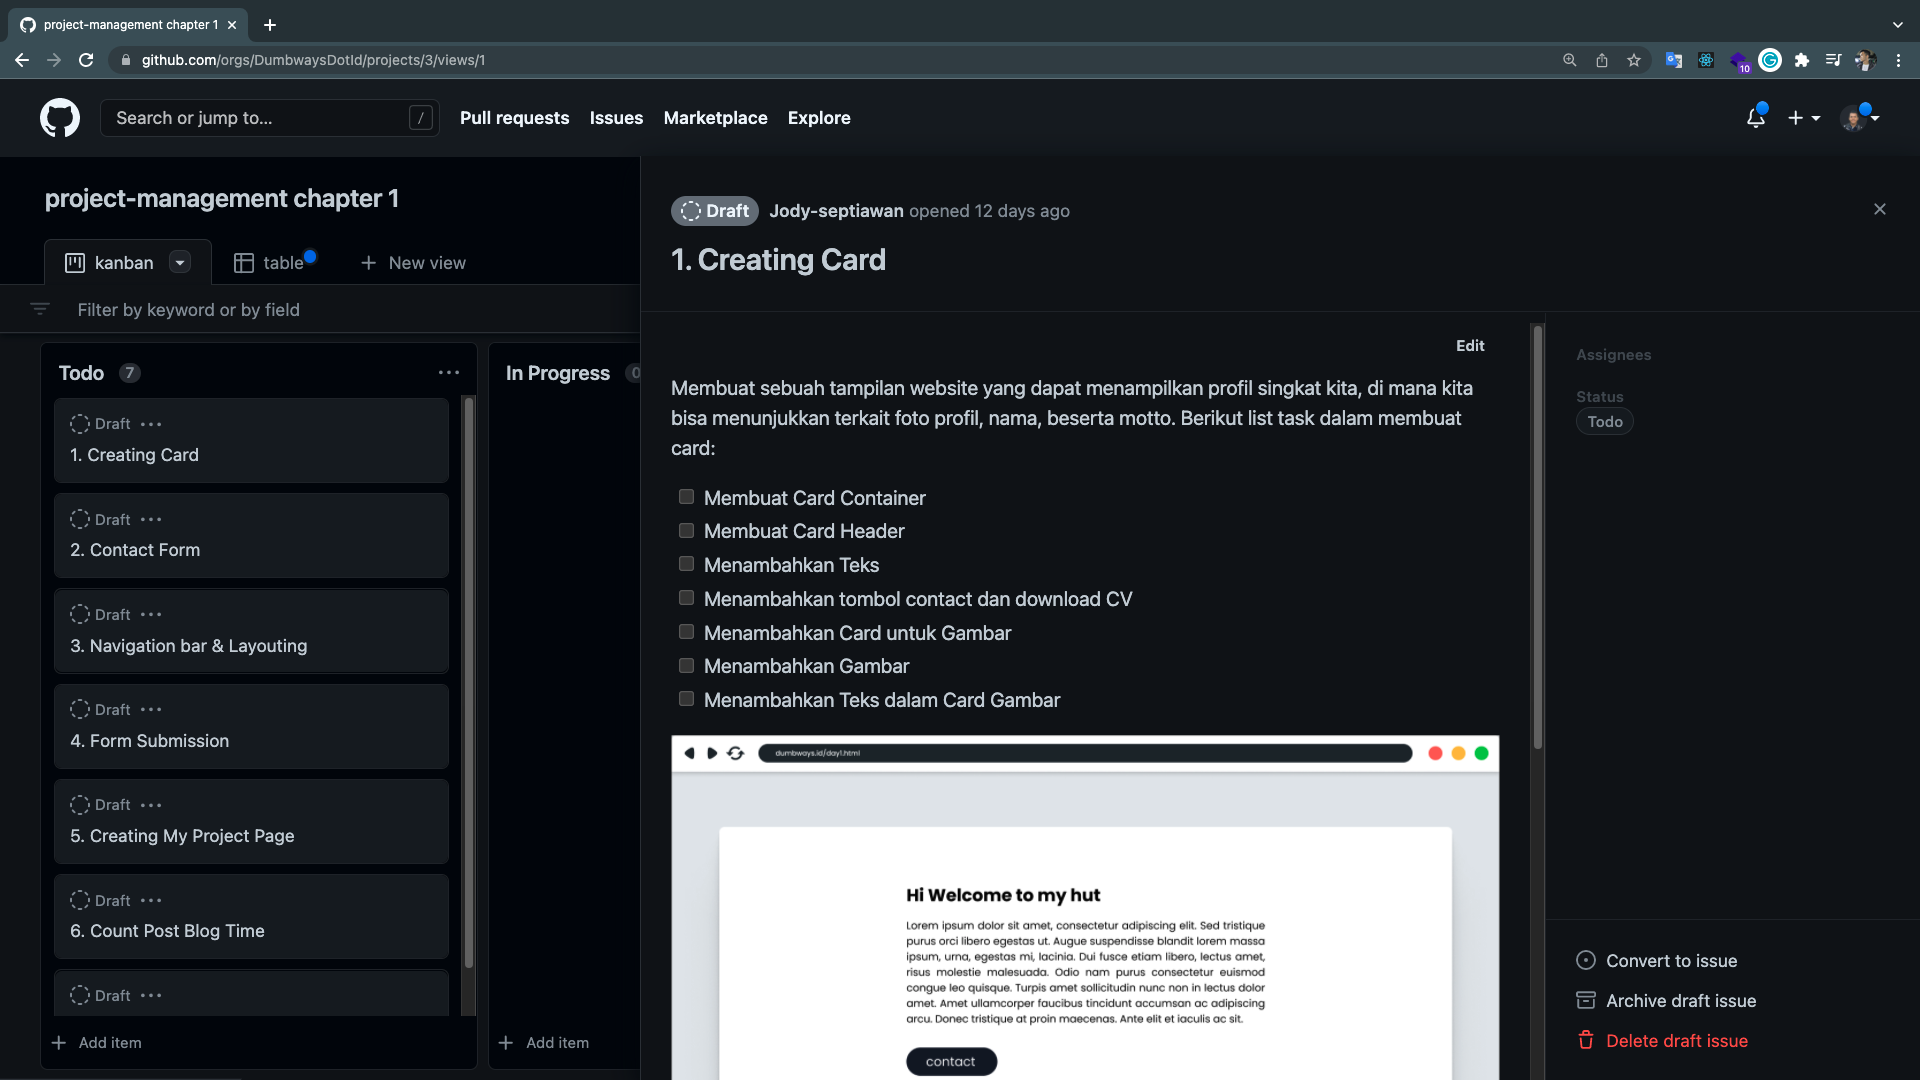 project-management chapter 1
github.com/orgs/DumbwaysDotId/projects/3/views/1
10
Search or jump to...
/
Pull requests
Issues
Marketplace
Explore
project-management chapter 1
kanban
table
New view
Filter by keyword or by field
Todo 7
Draft
1. Creating Card
Draft
2. Contact Form
Draft
3. Navigation bar & Layouting
Draft
4. Form Submission
Draft
5. Creating My Project Page
Draft
6. Count Post Blog Time
Draft
Add item
In Progress 0
Add item
Draft
Jody-septiawan opened 12 days ago
1. Creating Card
Edit
Membuat sebuah tampilan website yang dapat menampilkan profil singkat kita, di mana kita
bisa menunjukkan terkait foto profil, nama, beserta motto. Berikut list task dalam membuat
card:
Membuat Card Container
Membuat Card Header
Menambahkan Teks
Menambahkan tombol contact dan download CV
Menambahkan Card untuk Gambar
Menambahkan Gambar
Menambahkan Teks dalam Card Gambar
dumbways.id/day1.html
Hi Welcome to my hut
Lorem ipsum dolor sit amet, consectetur adipiscing elit. Sed tristique
purus orci libero egestas ut. Augue suspendisse blandit lorem massa
ipsum, urna, egestas mi, lacinia. Dui fusce etiam libero, lectus amet,
risus molestie malesuada. Odio nam purus consectetur euismod
congue leo quisque. Turpis amet sollicitudin nunc non in lectus dolor
amet. Amet ullamcorper faucibus tincidunt accumsan ac adipiscing
arcu. Donec tristique at proin maecenas. Ante elit et iaculis ac sit.
contact
Assignees
Status
Todo
Convert to issue
Archive draft issue
Delete draft issue